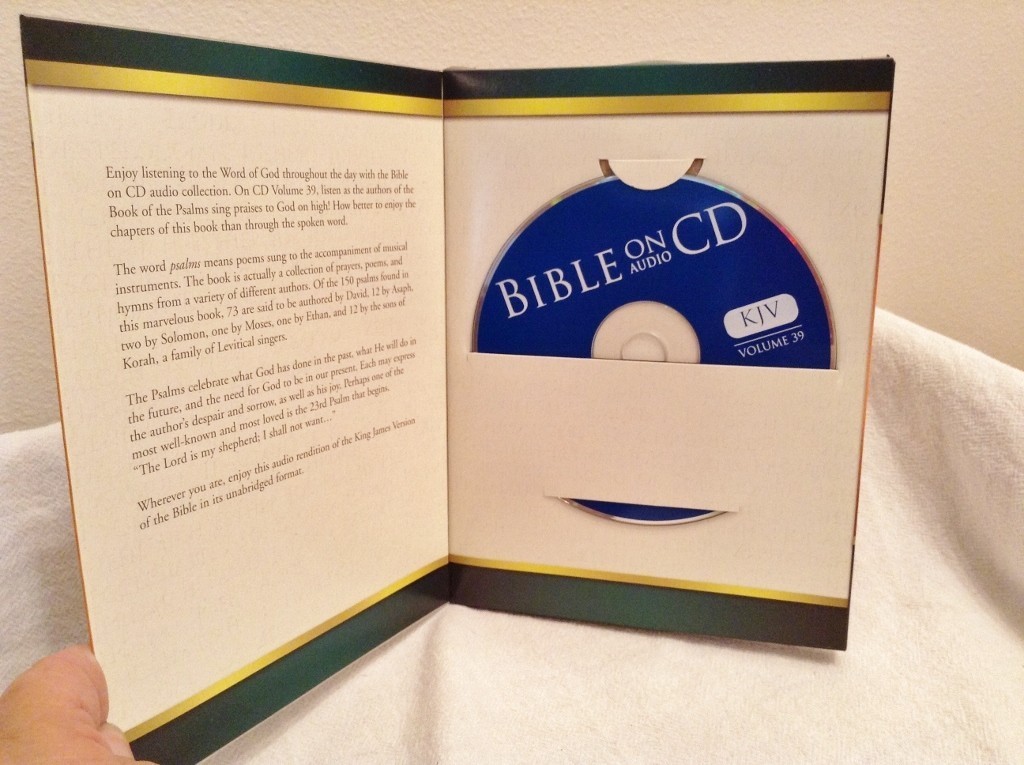 Enjoy listening to the Word of God throughout the day with the Bible
on CD audio collection. On CD Volume 39, listen as the authors of the
Book of the Psalms sing praises to God on high! How better to enjoy the
chapters of this book than through the spoken word.
The word psalms means poems sung to the accompaniment of musical
instruments. The book is actually a collection of prayers, poems, and
hymns from a variety of different authors. Of the 150 psalms found in
this marvelous book, 73 are said to be authored by David, 12 by Asaph,
two by Solomon, one by Moses, one by Ethan, and 12 by the sons of
Korah, a family of Levitical singers.
The Psalms celebrate what God has done in the past, what He will do in
the future, and the need for God to be in our present. Each may express
the author's despair and sorrow, as well as his joy. Perhaps one of the
most well-known and most loved is the 23rd Psalm that begins,
"The Lord is my shepherd; I shall not want…"
Wherever you are, enjoy this audio rendition of the King James Version
of the Bible in its unabridged format.
BIBLE ON CD
AUDIO
KJV
VOLUME 39